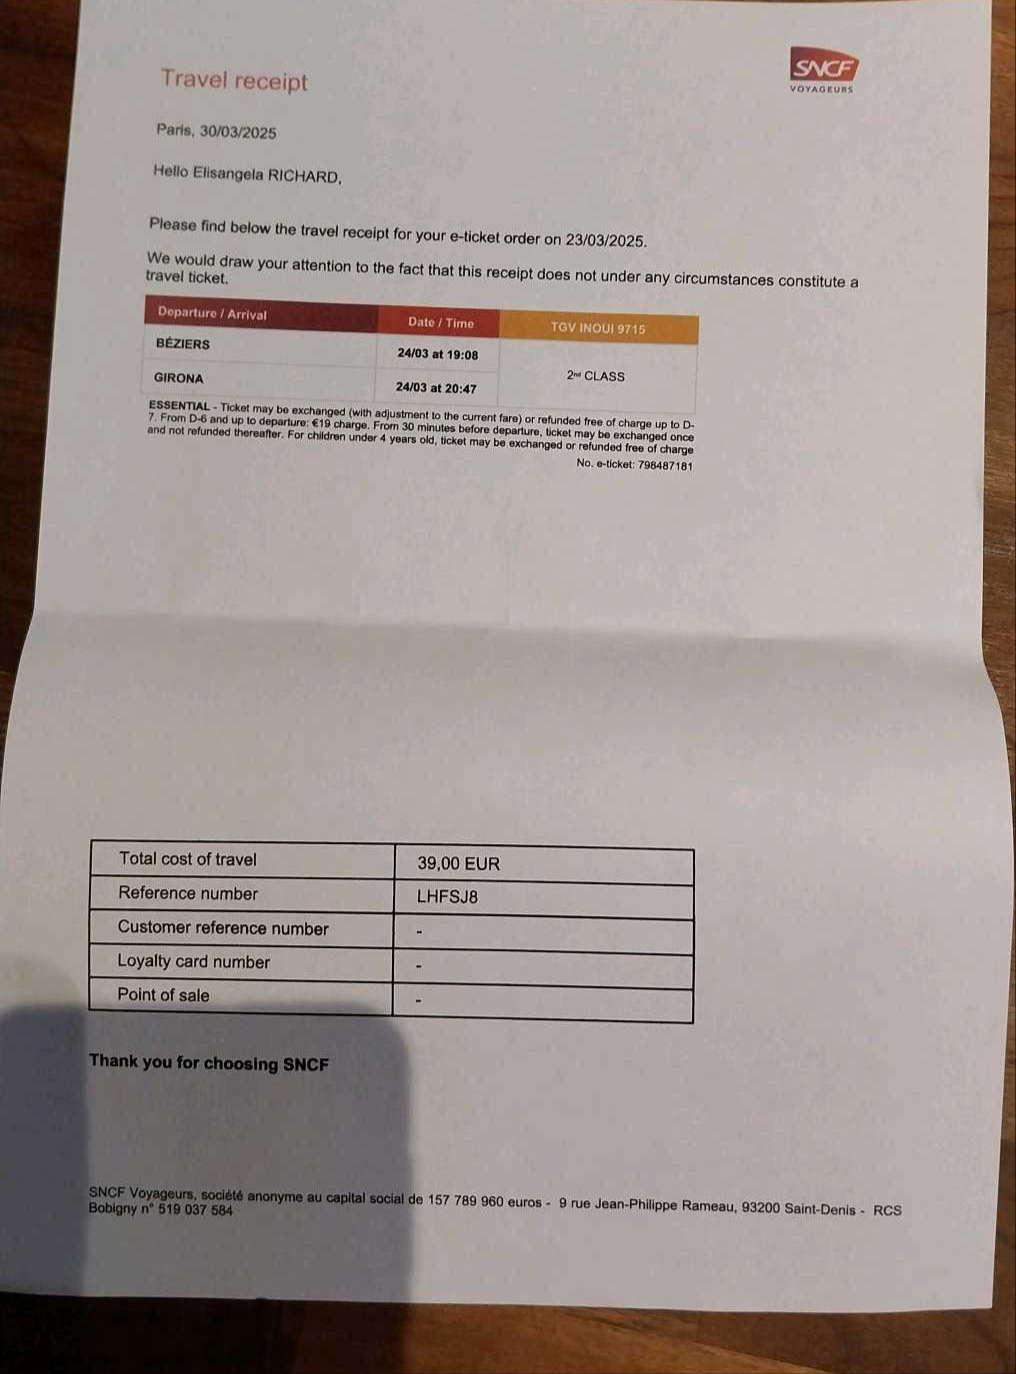 Travel receipt
SNCF
VOYAGEURS
Paris, 30/03/2025
Hello Elisangela RICHARD,
Please find below the travel receipt for your e-ticket order on 23/03/2025.
We would draw your attention to the fact that this receipt does not under any circumstances constitute a
travel ticket.
Departure / Arrival Date / Time TGV INOUI 9715
BÉZIERS 24/03 at 19:08
2nd CLASS
GIRONA 24/03 at 20:47
ESSENTIAL - Ticket may be exchanged (with adjustment to the current fare) or refunded free of charge up to D-
7. From D-6 and up to departure: €19 charge. From 30 minutes before departure, ticket may be exchanged once
and not refunded thereafter. For children under 4 years old, ticket may be exchanged or refunded free of charge
No. e-ticket: 798487181
Total cost of travel 39,00 EUR
Reference number LHFSJ8
Customer reference number -
Loyalty card number -
Point of sale -
Thank you for choosing SNCF
SNCF Voyageurs, société anonyme au capital social de 157 789 960 euros - 9 rue Jean-Philippe Rameau, 93200 Saint-Denis - RCS
Bobigny n° 519 037 584